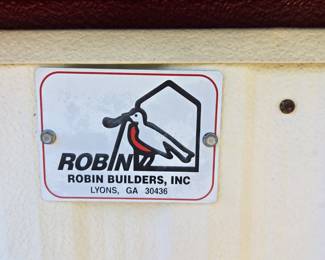 ROBIN
ROBIN BUILDERS, INC
LYONS, GA 30436